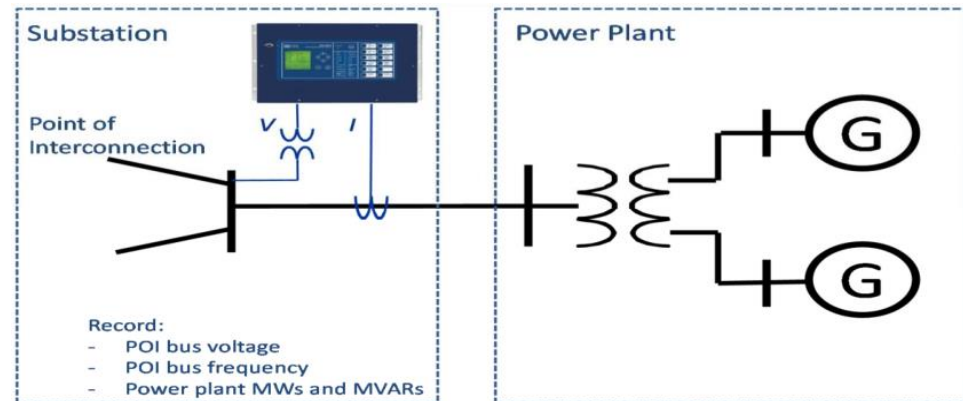 Substation
Power Plant
Point of
Interconnection
V
I
G
G
Record:
- POI bus voltage
- POI bus frequency
- Power plant MWs and MVARs